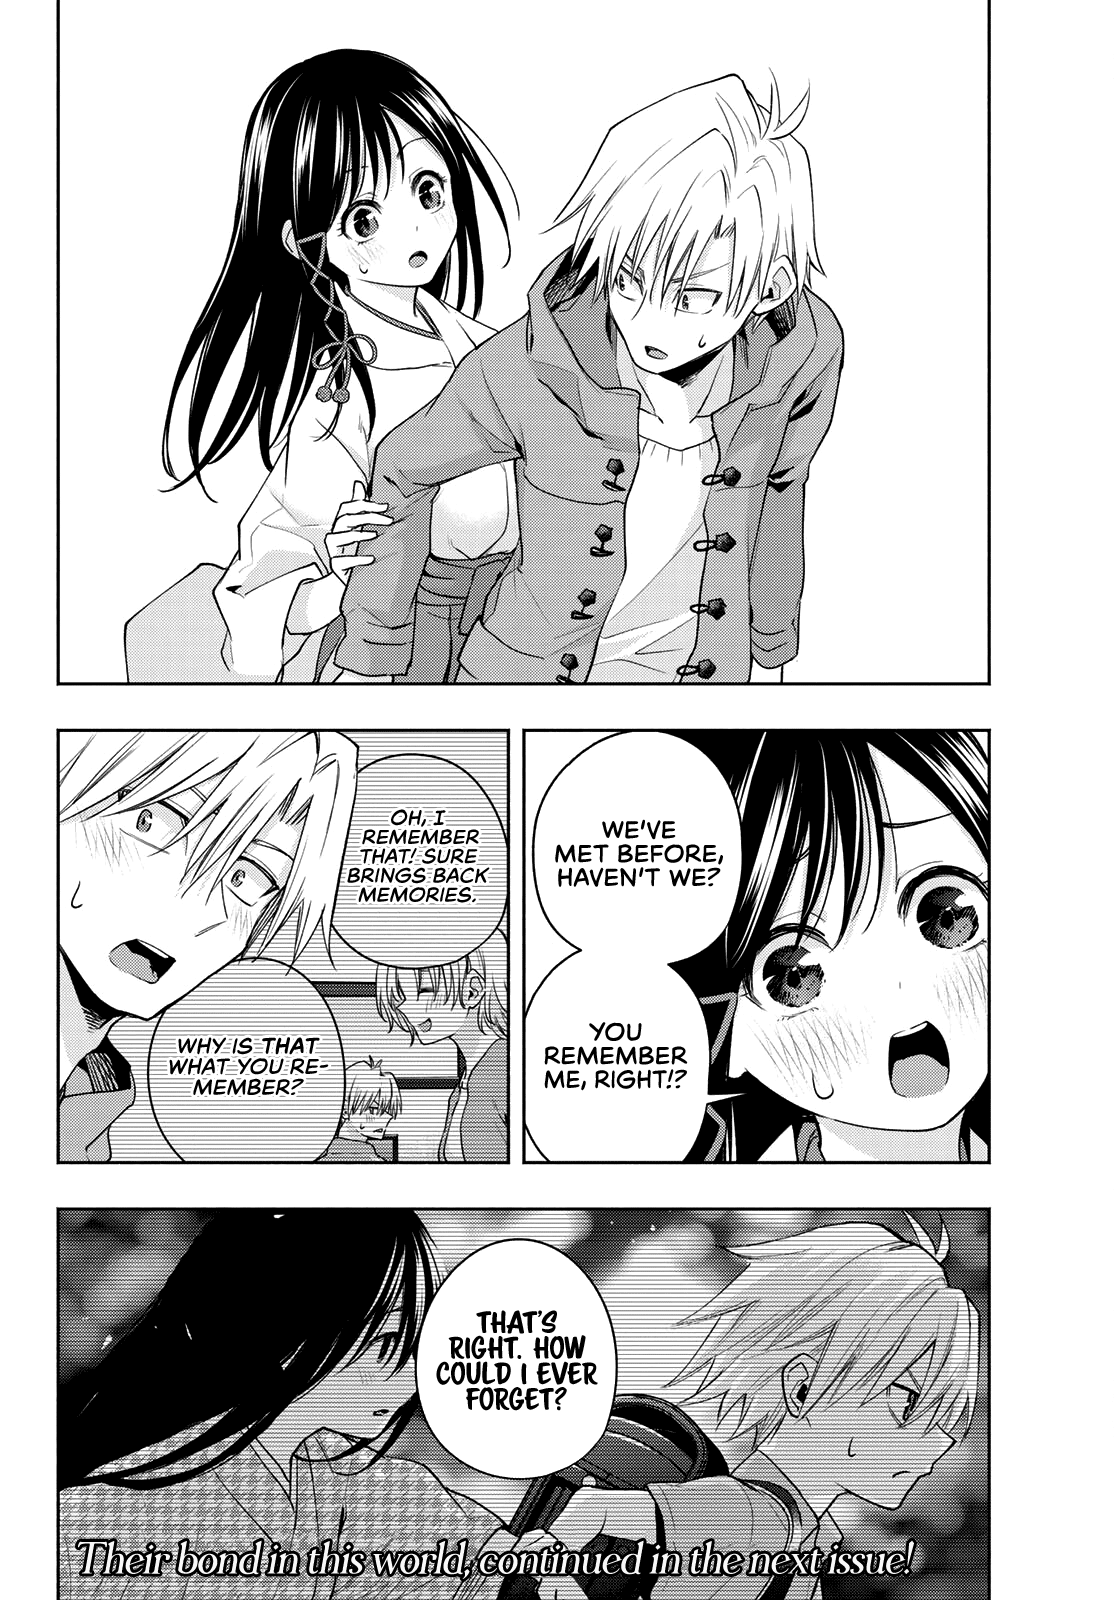 WE'VE
MET BEFORE,
HAVEN'T WE?
YOU
REMEMBER
ME, RIGHT!?
OH, I
REMEMBER
THAT! SURE
BRINGS BACK
MEMORIES.
WHY IS THAT
WHAT YOU RE-
MEMBER?
THAT'S
RIGHT. HOW
COULD I EVER
FORGET?
Their bond in this world, continued in the next issue!